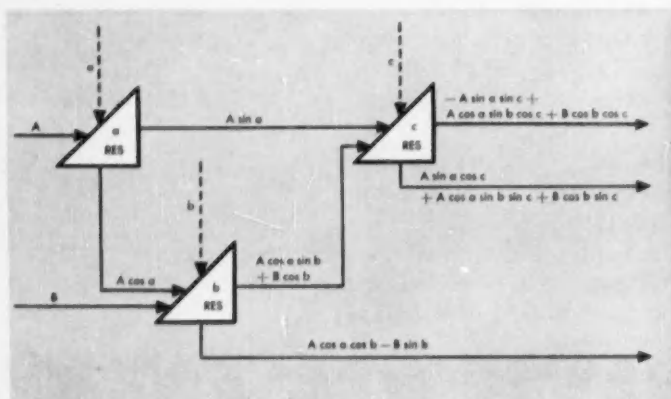 a
c
− A sin a sin c +
A cos a sin b cos c + B cos b cos c
A
a
RES
A sin a
c
RES
A sin a cos c
+ A cos a sin b sin c + B cos b sin c
b
A cos a sin b
+ B cos b
B
A cos a
b
RES
A cos a cos b − B sin b